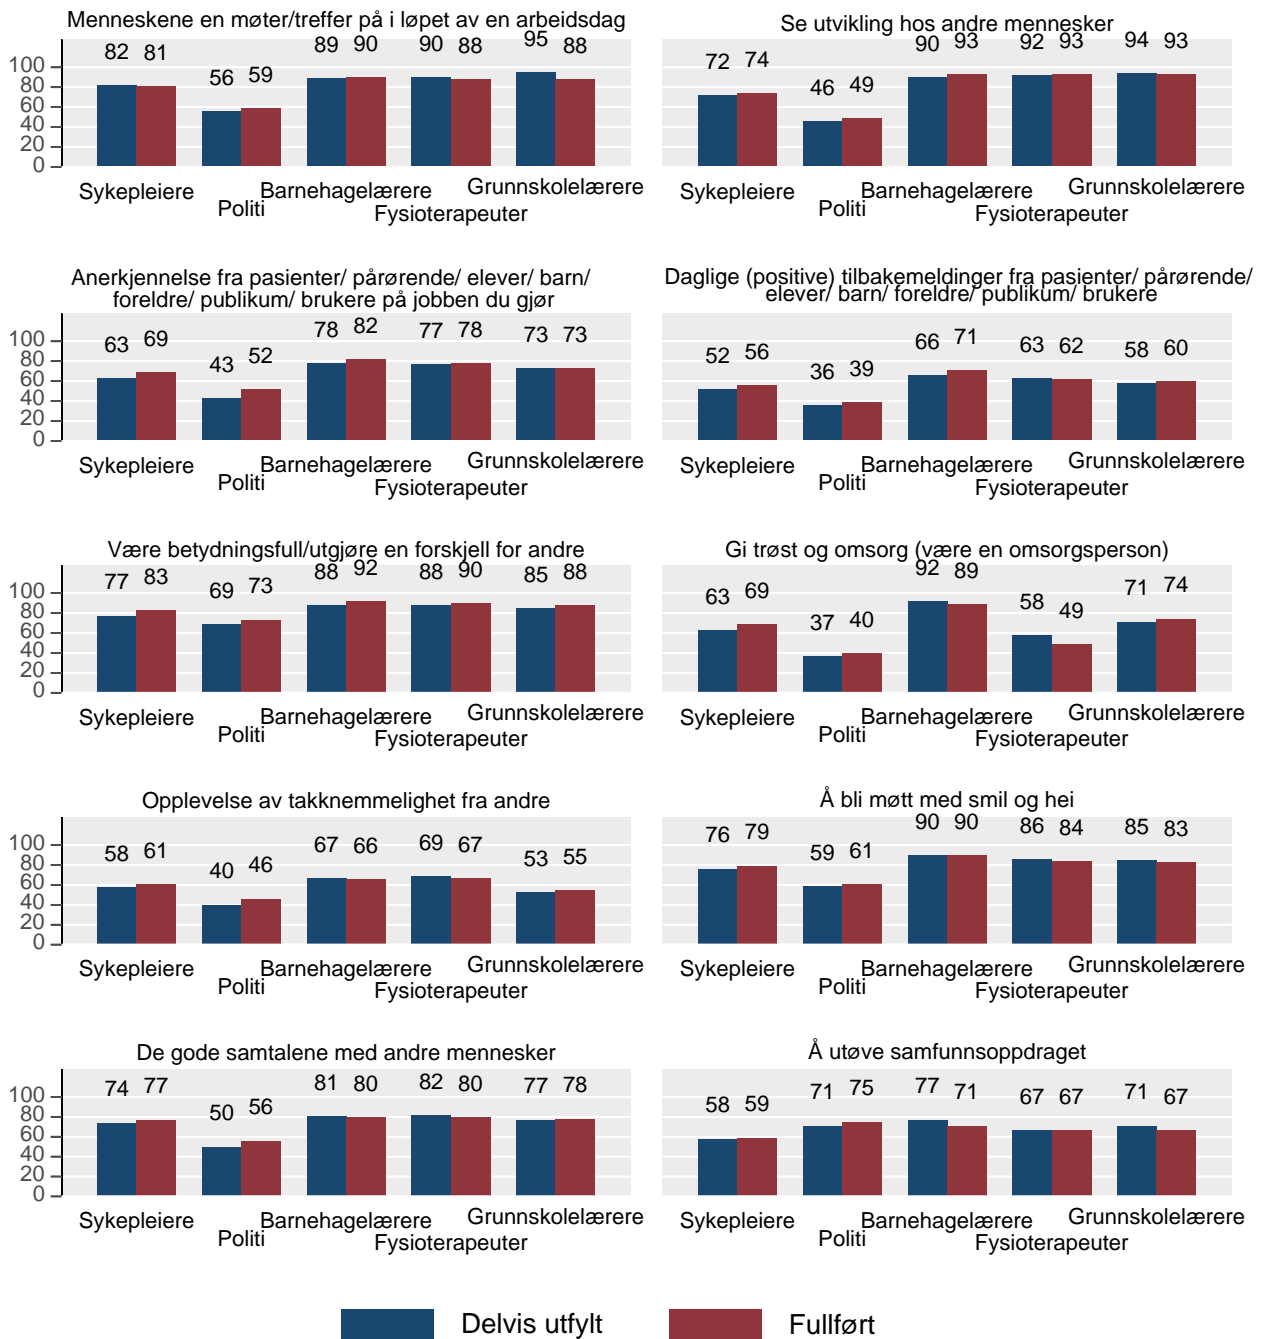 Menneskene en møter/treffer på i løpet av en arbeidsdag
82 81 56 59 89 90 90 88 95 88
100
80
60
40
20
0
Sykepleiere Politi Barnehagelærere Fysioterapeuter Grunnskolelærere
Se utvikling hos andre mennesker
72 74 46 49 90 93 92 93 94 93
Sykepleiere Politi Barnehagelærere Fysioterapeuter Grunnskolelærere
Anerkjennelse fra pasienter/ pårørende/ elever/ barn/
foreldre/ publikum/ brukere på jobben du gjør
63 69 43 52 78 82 77 78 73 73
100
80
60
40
20
0
Sykepleiere Politi Barnehagelærere Fysioterapeuter Grunnskolelærere
Daglige (positive) tilbakemeldinger fra pasienter/ pårørende/
elever/ barn/ foreldre/ publikum/ brukere
52 56 36 39 66 71 63 62 58 60
Sykepleiere Politi Barnehagelærere Fysioterapeuter Grunnskolelærere
Være betydningsfull/utgjøre en forskjell for andre
77 83 69 73 88 92 88 90 85 88
100
80
60
40
20
0
Sykepleiere Politi Barnehagelærere Fysioterapeuter Grunnskolelærere
Gi trøst og omsorg (være en omsorgsperson)
63 69 37 40 92 89 58 49 71 74
Sykepleiere Politi Barnehagelærere Fysioterapeuter Grunnskolelærere
Opplevelse av takknemmelighet fra andre
58 61 40 46 67 66 69 67 53 55
100
80
60
40
20
0
Sykepleiere Politi Barnehagelærere Fysioterapeuter Grunnskolelærere
Å bli møtt med smil og hei
76 79 59 61 90 90 86 84 85 83
Sykepleiere Politi Barnehagelærere Fysioterapeuter Grunnskolelærere
De gode samtalene med andre mennesker
74 77 50 56 81 80 82 80 77 78
100
80
60
40
20
0
Sykepleiere Politi Barnehagelærere Fysioterapeuter Grunnskolelærere
Å utøve samfunnsoppdraget
58 59 71 75 77 71 67 67 71 67
Sykepleiere Politi Barnehagelærere Fysioterapeuter Grunnskolelærere
Delvis utfylt Fullført